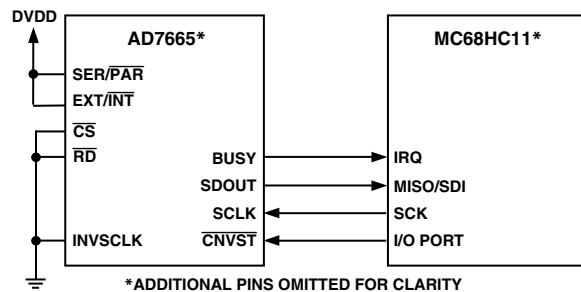 DVDD
AD7665*
MC68HC11*
SER/PAR
EXT/INT
CS
RD
BUSY
IRQ
SDOUT
MISO/SDI
SCLK
SCK
INVSCLK
CNVST
I/O PORT
*ADDITIONAL PINS OMITTED FOR CLARITY